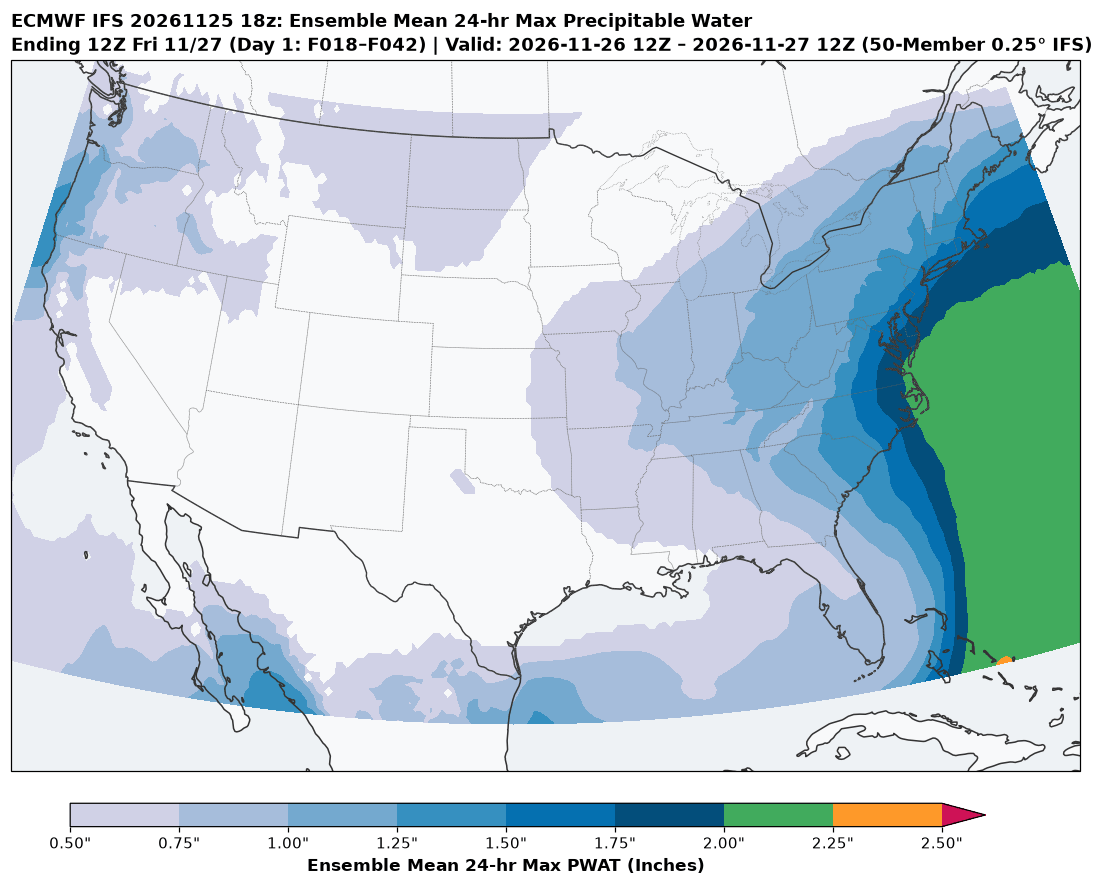 ECMWF IFS 20261125 18z: Ensemble Mean 24-hr Max Precipitable Water
Ending 12Z Fri 11/27 (Day 1: F018–F042) | Valid: 2026-11-26 12Z – 2026-11-27 12Z (50-Member 0.25° IFS)
0.50" 0.75" 1.00" 1.25" 1.50" 1.75" 2.00" 2.25" 2.50"
Ensemble Mean 24-hr Max PWAT (Inches)